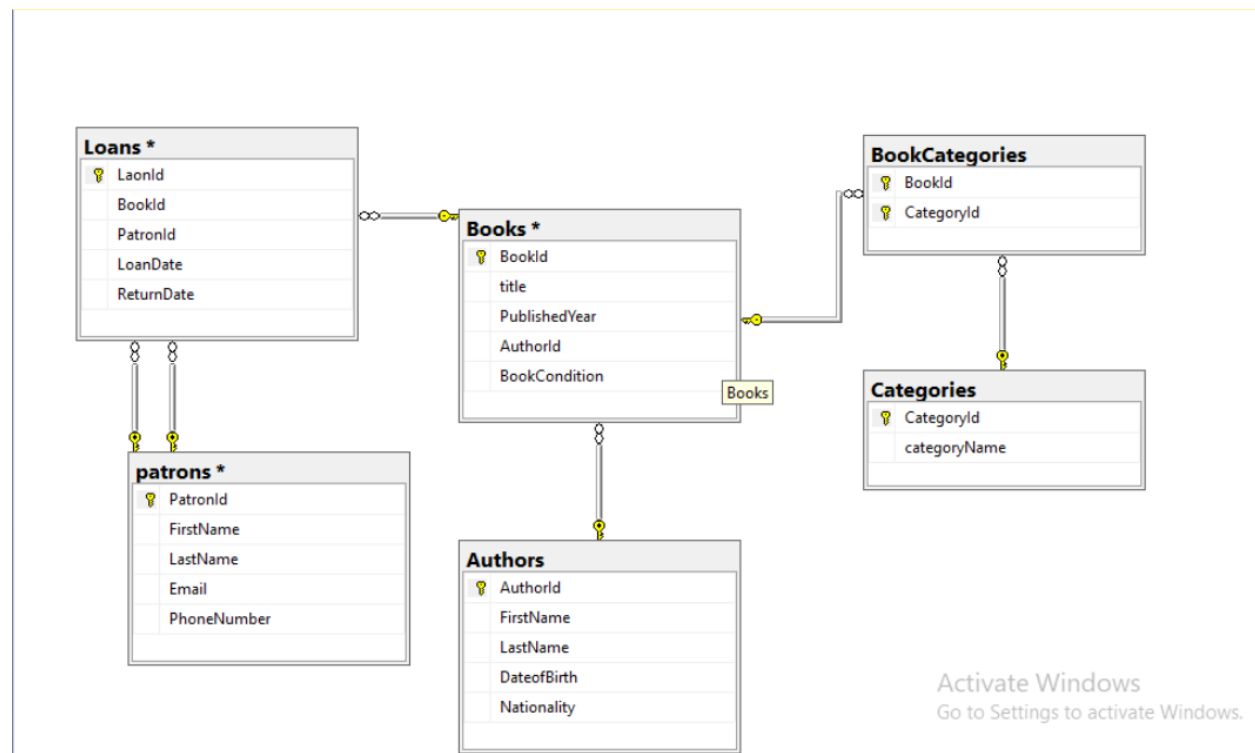 Loans *
LaonId
BookId
PatronId
LoanDate
ReturnDate
patrons *
PatronId
FirstName
LastName
Email
PhoneNumber
Books *
BookId
title
PublishedYear
AuthorId
BookCondition
Books
Authors
AuthorId
FirstName
LastName
DateofBirth
Nationality
BookCategories
BookId
CategoryId
Categories
CategoryId
categoryName
Activate Windows
Go to Settings to activate Windows.